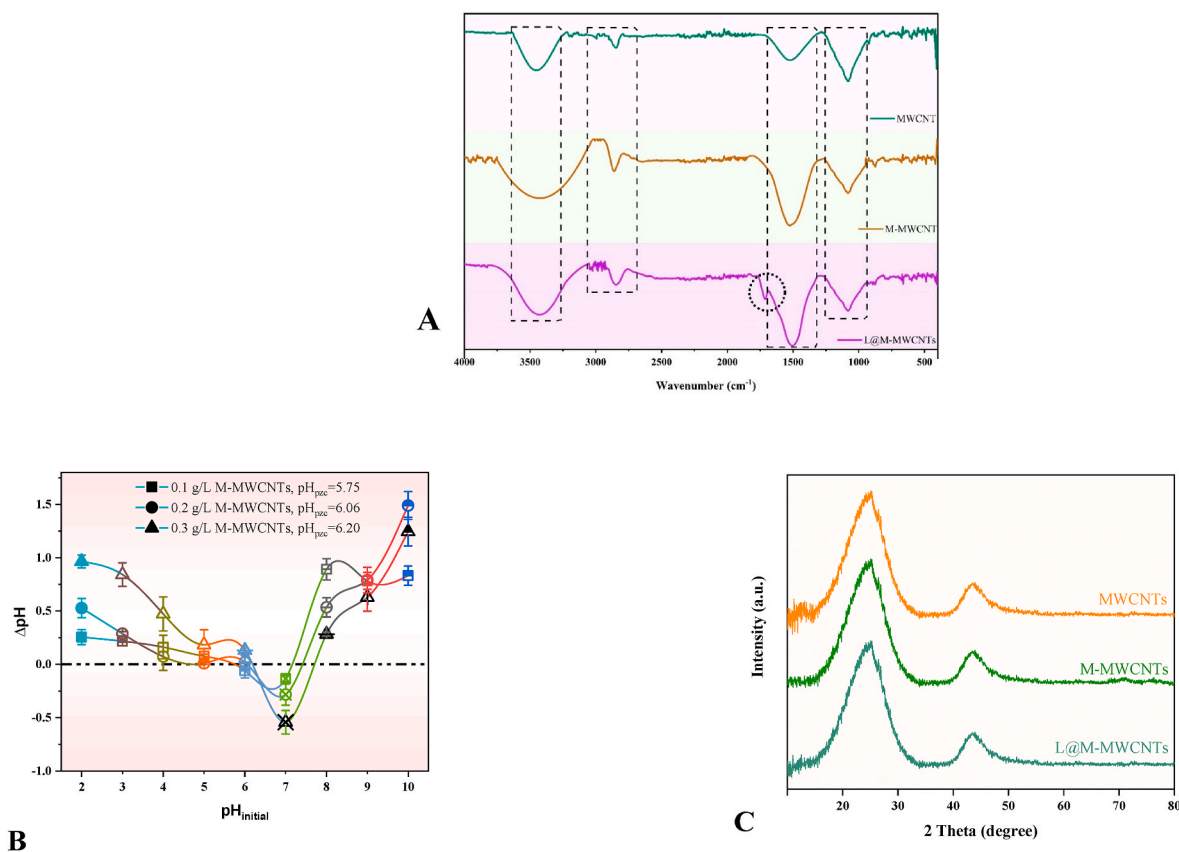 MWCNT
M-MWCNT
L@M-MWCNTs
4000 3500 3000 2500 2000 1500 1000 500
Wavenumber (cm⁻¹)
A
0.1 g/L M-MWCNTs, pHpzc=5.75
0.2 g/L M-MWCNTs, pHpzc=6.06
0.3 g/L M-MWCNTs, pHpzc=6.20
1.5
1.0
0.5
0.0
-0.5
-1.0
ΔpH
2 3 4 5 6 7 8 9 10
pHinitial
B
MWCNTs
M-MWCNTs
L@M-MWCNTs
Intensity (a.u.)
20 30 40 50 60 70 80
2 Theta (degree)
C